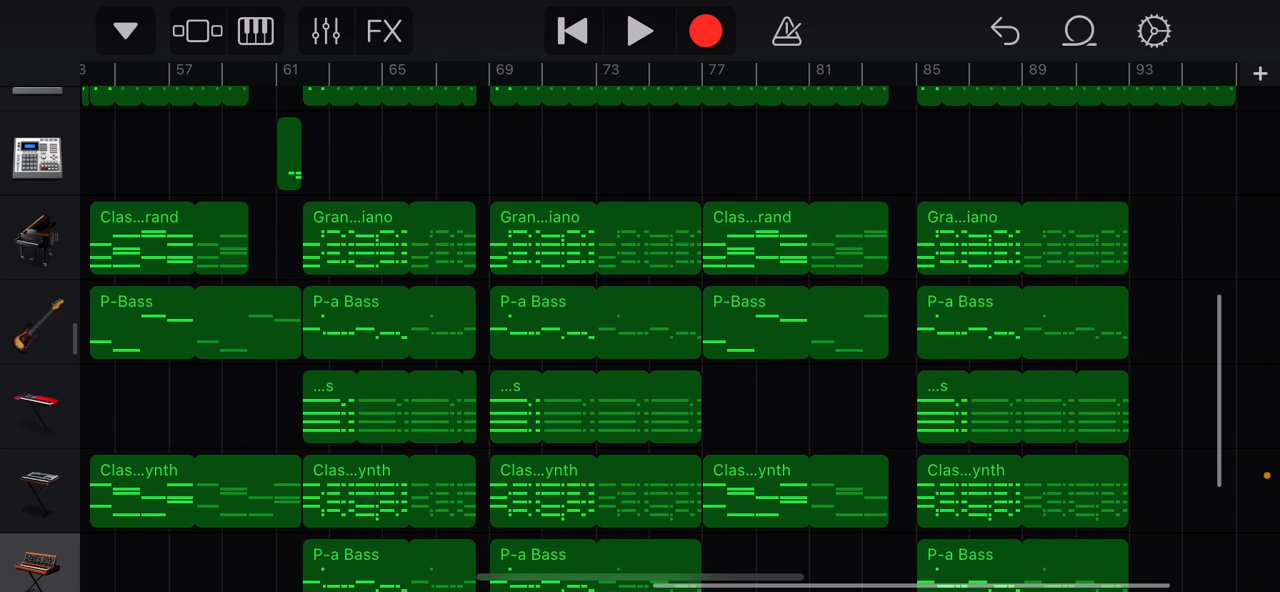 FX
3 57 61 65 69 73 77 81 85 89 93 +
Clas...rand Gran...iano Gran...iano Clas...rand Gra...iano
P-Bass P-a Bass P-a Bass P-Bass P-a Bass
...s ...s ...s
Clas...ynth Clas...ynth Clas...ynth Clas...ynth Clas...ynth
P-a Bass P-a Bass P-a Bass